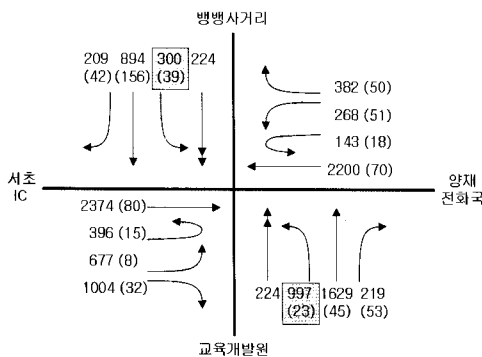 뱅뱅사거리
209 894 300 224
(42) (156) (39)
382 (50)
268 (51)
143 (18)
2200 (70)
서초
IC
양재
전화국
2374 (80)
396 (15)
677 (8)
1004 (32)
224 997 1629 219
(23) (45) (53)
교육개발원